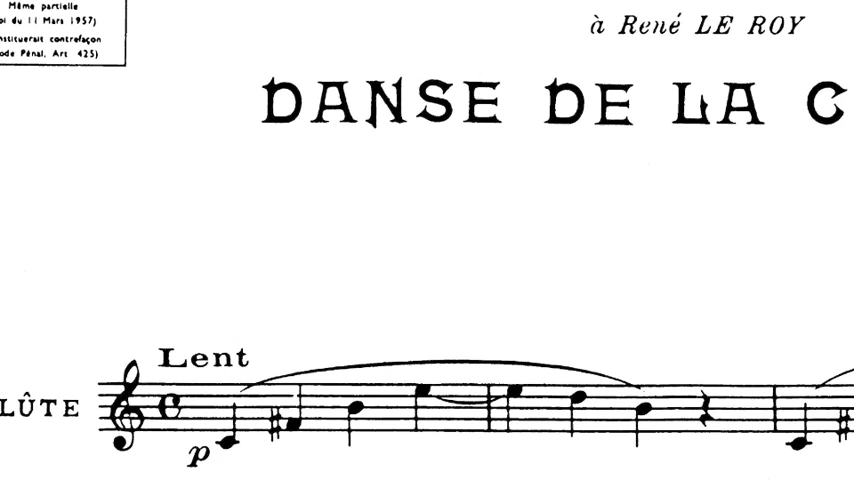 Même partielle
oi du 11 Mars 1957)
nstituerait contrefaçon
ode Pénal, Art 425)
à René LE ROY
DANSE DE LA C
Lent
LÛTE
p